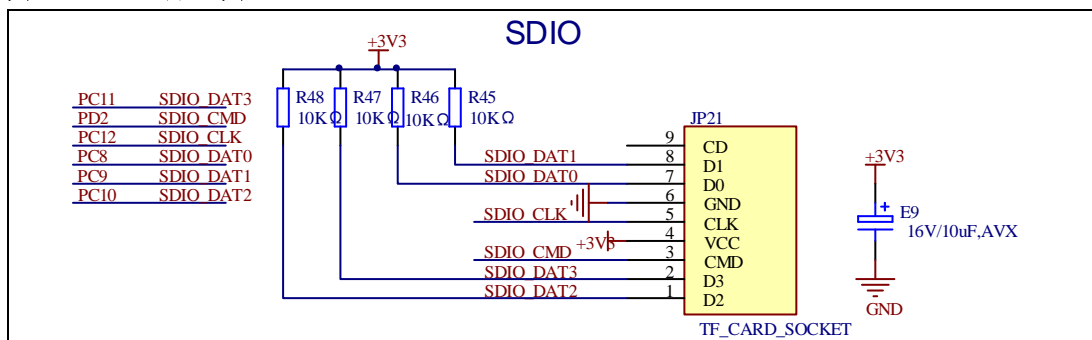 SDIO
+3V3
PC11 SDIO_DAT3
PD2 SDIO_CMD
PC12 SDIO_CLK
PC8 SDIO_DAT0
PC9 SDIO_DAT1
PC10 SDIO_DAT2
R48 R47 R46 R45
10KΩ 10KΩ 10KΩ 10KΩ
JP21
9 CD
SDIO_DAT1 8 D1
SDIO_DAT0 7 D0
6 GND
SDIO_CLK 5 CLK
+3V3 4 VCC
SDIO_CMD 3 CMD
SDIO_DAT3 2 D3
SDIO_DAT2 1 D2
TF_CARD_SOCKET
+3V3
+
E9
16V/10uF,AVX
GND